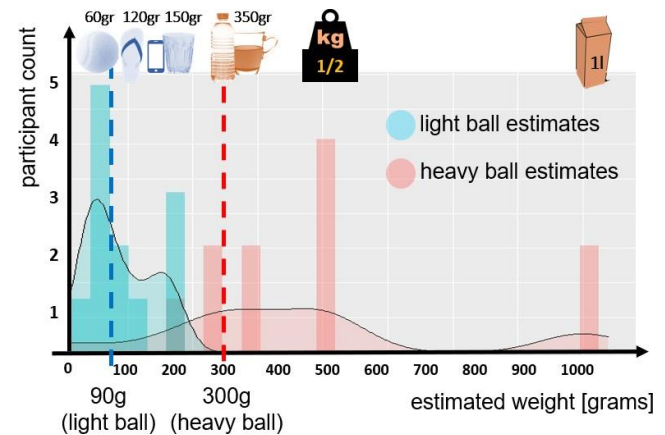 60gr 120gr 150gr 350gr
kg
1/2
1l
participant count
5
4
3
2
1
light ball estimates
heavy ball estimates
0 100 200 300 400 500 600 700 800 900 1000
90g 300g
(light ball) (heavy ball)
estimated weight [grams]